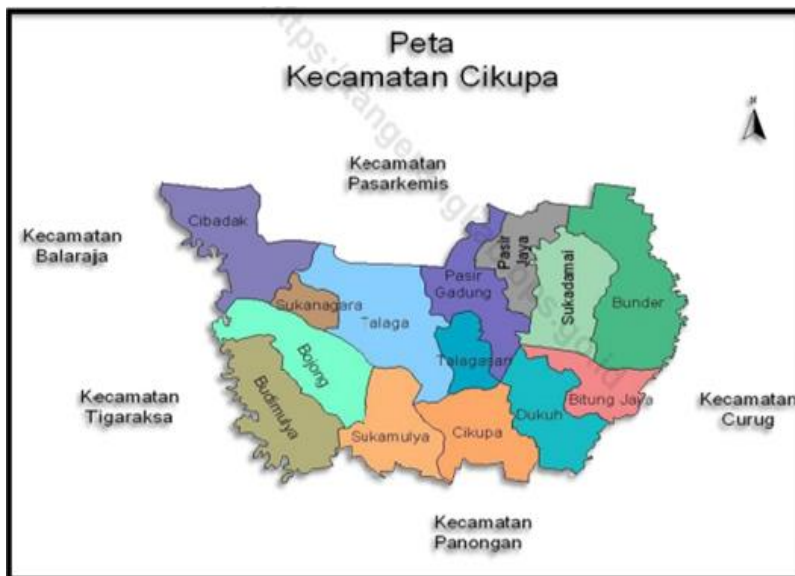 Peta
Kecamatan Cikupa
N
Kecamatan
Pasarkemis
Kecamatan
Balaraja
Cibadak
Pasir
Jaya
Pasir
Gadung
Sukadamai
Bunder
Sukanagara
Talaga
Bojong
Talagasari
Budimulya
Kecamatan
Tigaraksa
Bitung Jaya
Kecamatan
Curug
Dukuh
Sukamulya
Cikupa
Kecamatan
Panongan